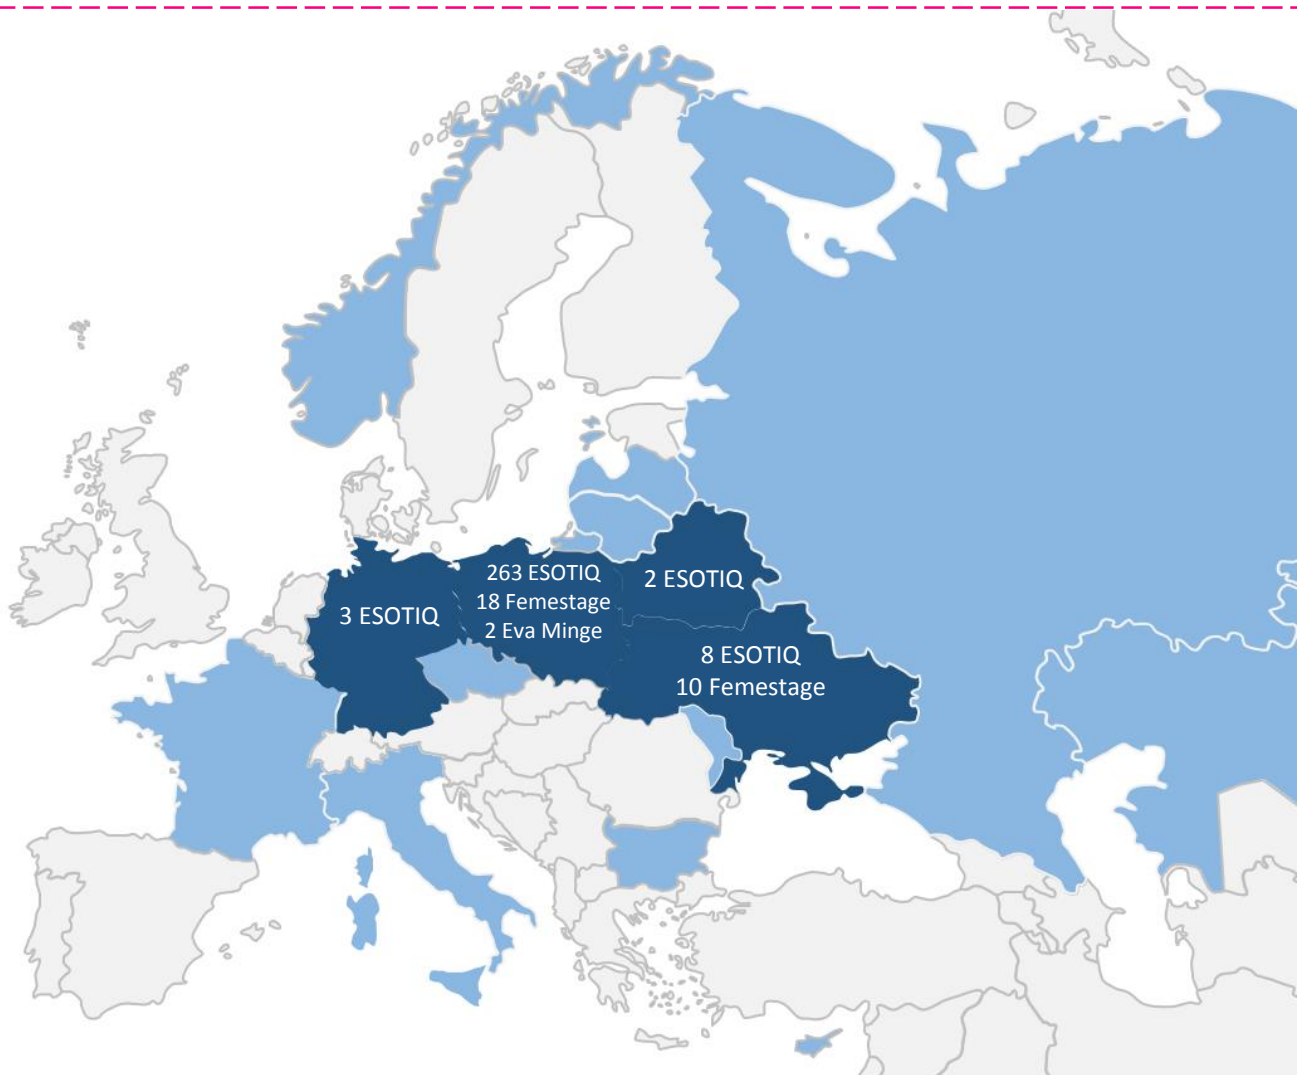 263 ESOTIQ
18 Femestage
2 Eva Minge
2 ESOTIQ
3 ESOTIQ
8 ESOTIQ
10 Femestage